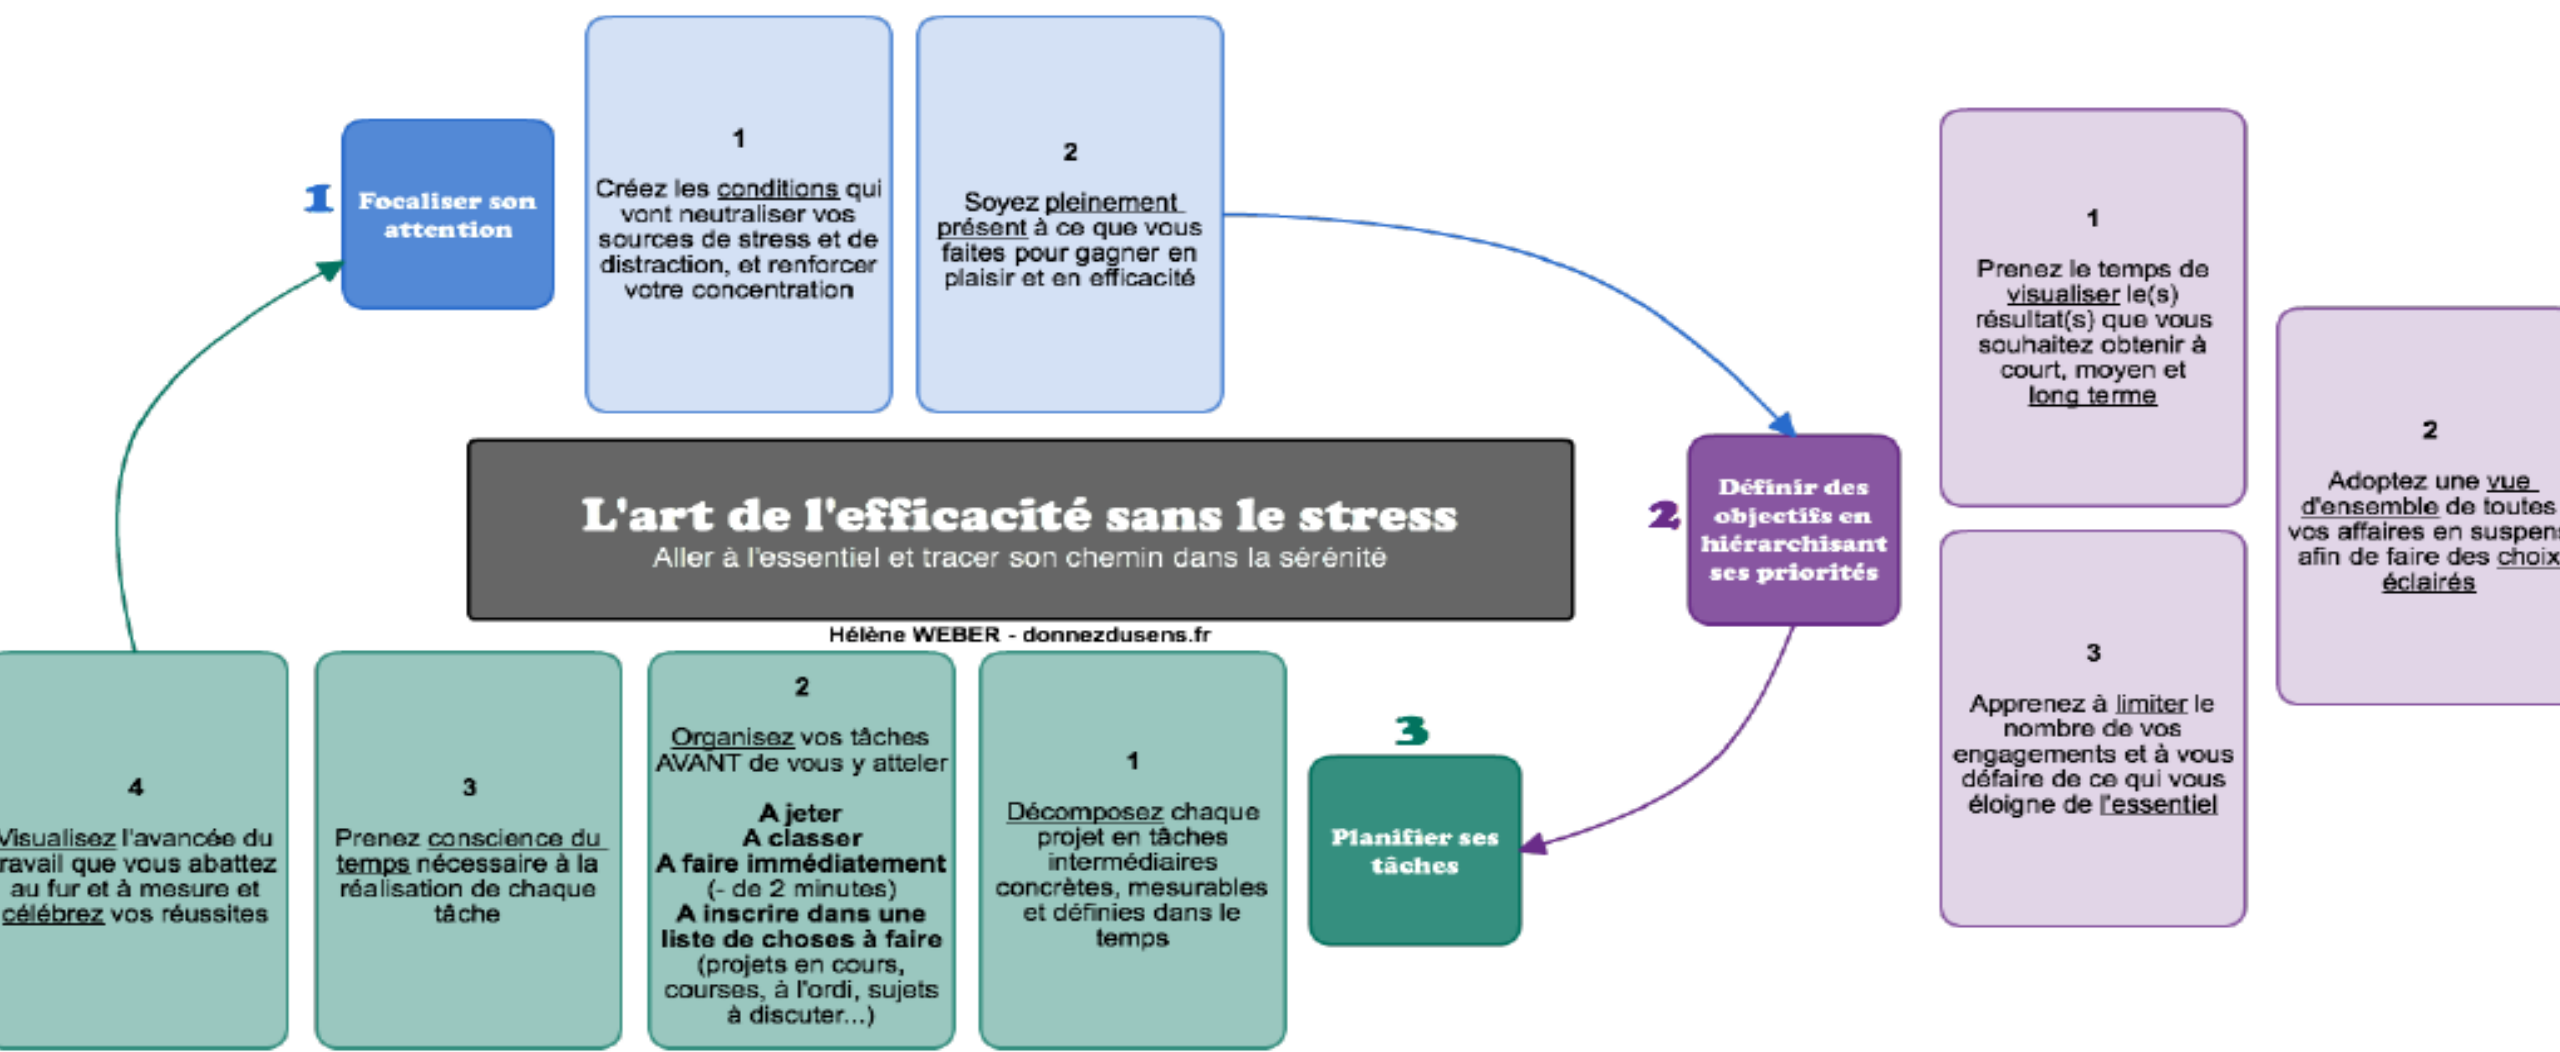 1
Focaliser son
attention
1
Créez les conditions qui
vont neutraliser vos
sources de stress et de
distraction, et renforcer
votre concentration
2
Soyez pleinement
présent à ce que vous
faites pour gagner en
plaisir et en efficacité
L'art de l'efficacité sans le stress
Aller à l'essentiel et tracer son chemin dans la sérénité
Hélène WEBER - donnezdusens.fr
2
Définir des
objectifs en
hiérarchisant
ses priorités
1
Prenez le temps de
visualiser le(s)
résultat(s) que vous
souhaitez obtenir à
court, moyen et
long terme
2
Adoptez une vue
d'ensemble de toutes
vos affaires en suspens
afin de faire des choix
éclairés
3
Apprenez à limiter le
nombre de vos
engagements et à vous
défaire de ce qui vous
éloigne de l'essentiel
3
Planifier ses
tâches
1
Décomposez chaque
projet en tâches
intermédiaires
concrètes, mesurables
et définies dans le
temps
2
Organisez vos tâches
AVANT de vous y atteler
A jeter
A classer
A faire immédiatement
(- de 2 minutes)
A inscrire dans une
liste de choses à faire
(projets en cours,
courses, à l'ordi, sujets
à discuter...)
3
Prenez conscience du
temps nécessaire à la
réalisation de chaque
tâche
4
Visualisez l'avancée du
ravail que vous abattez
au fur et à mesure et
célébrez vos réussites